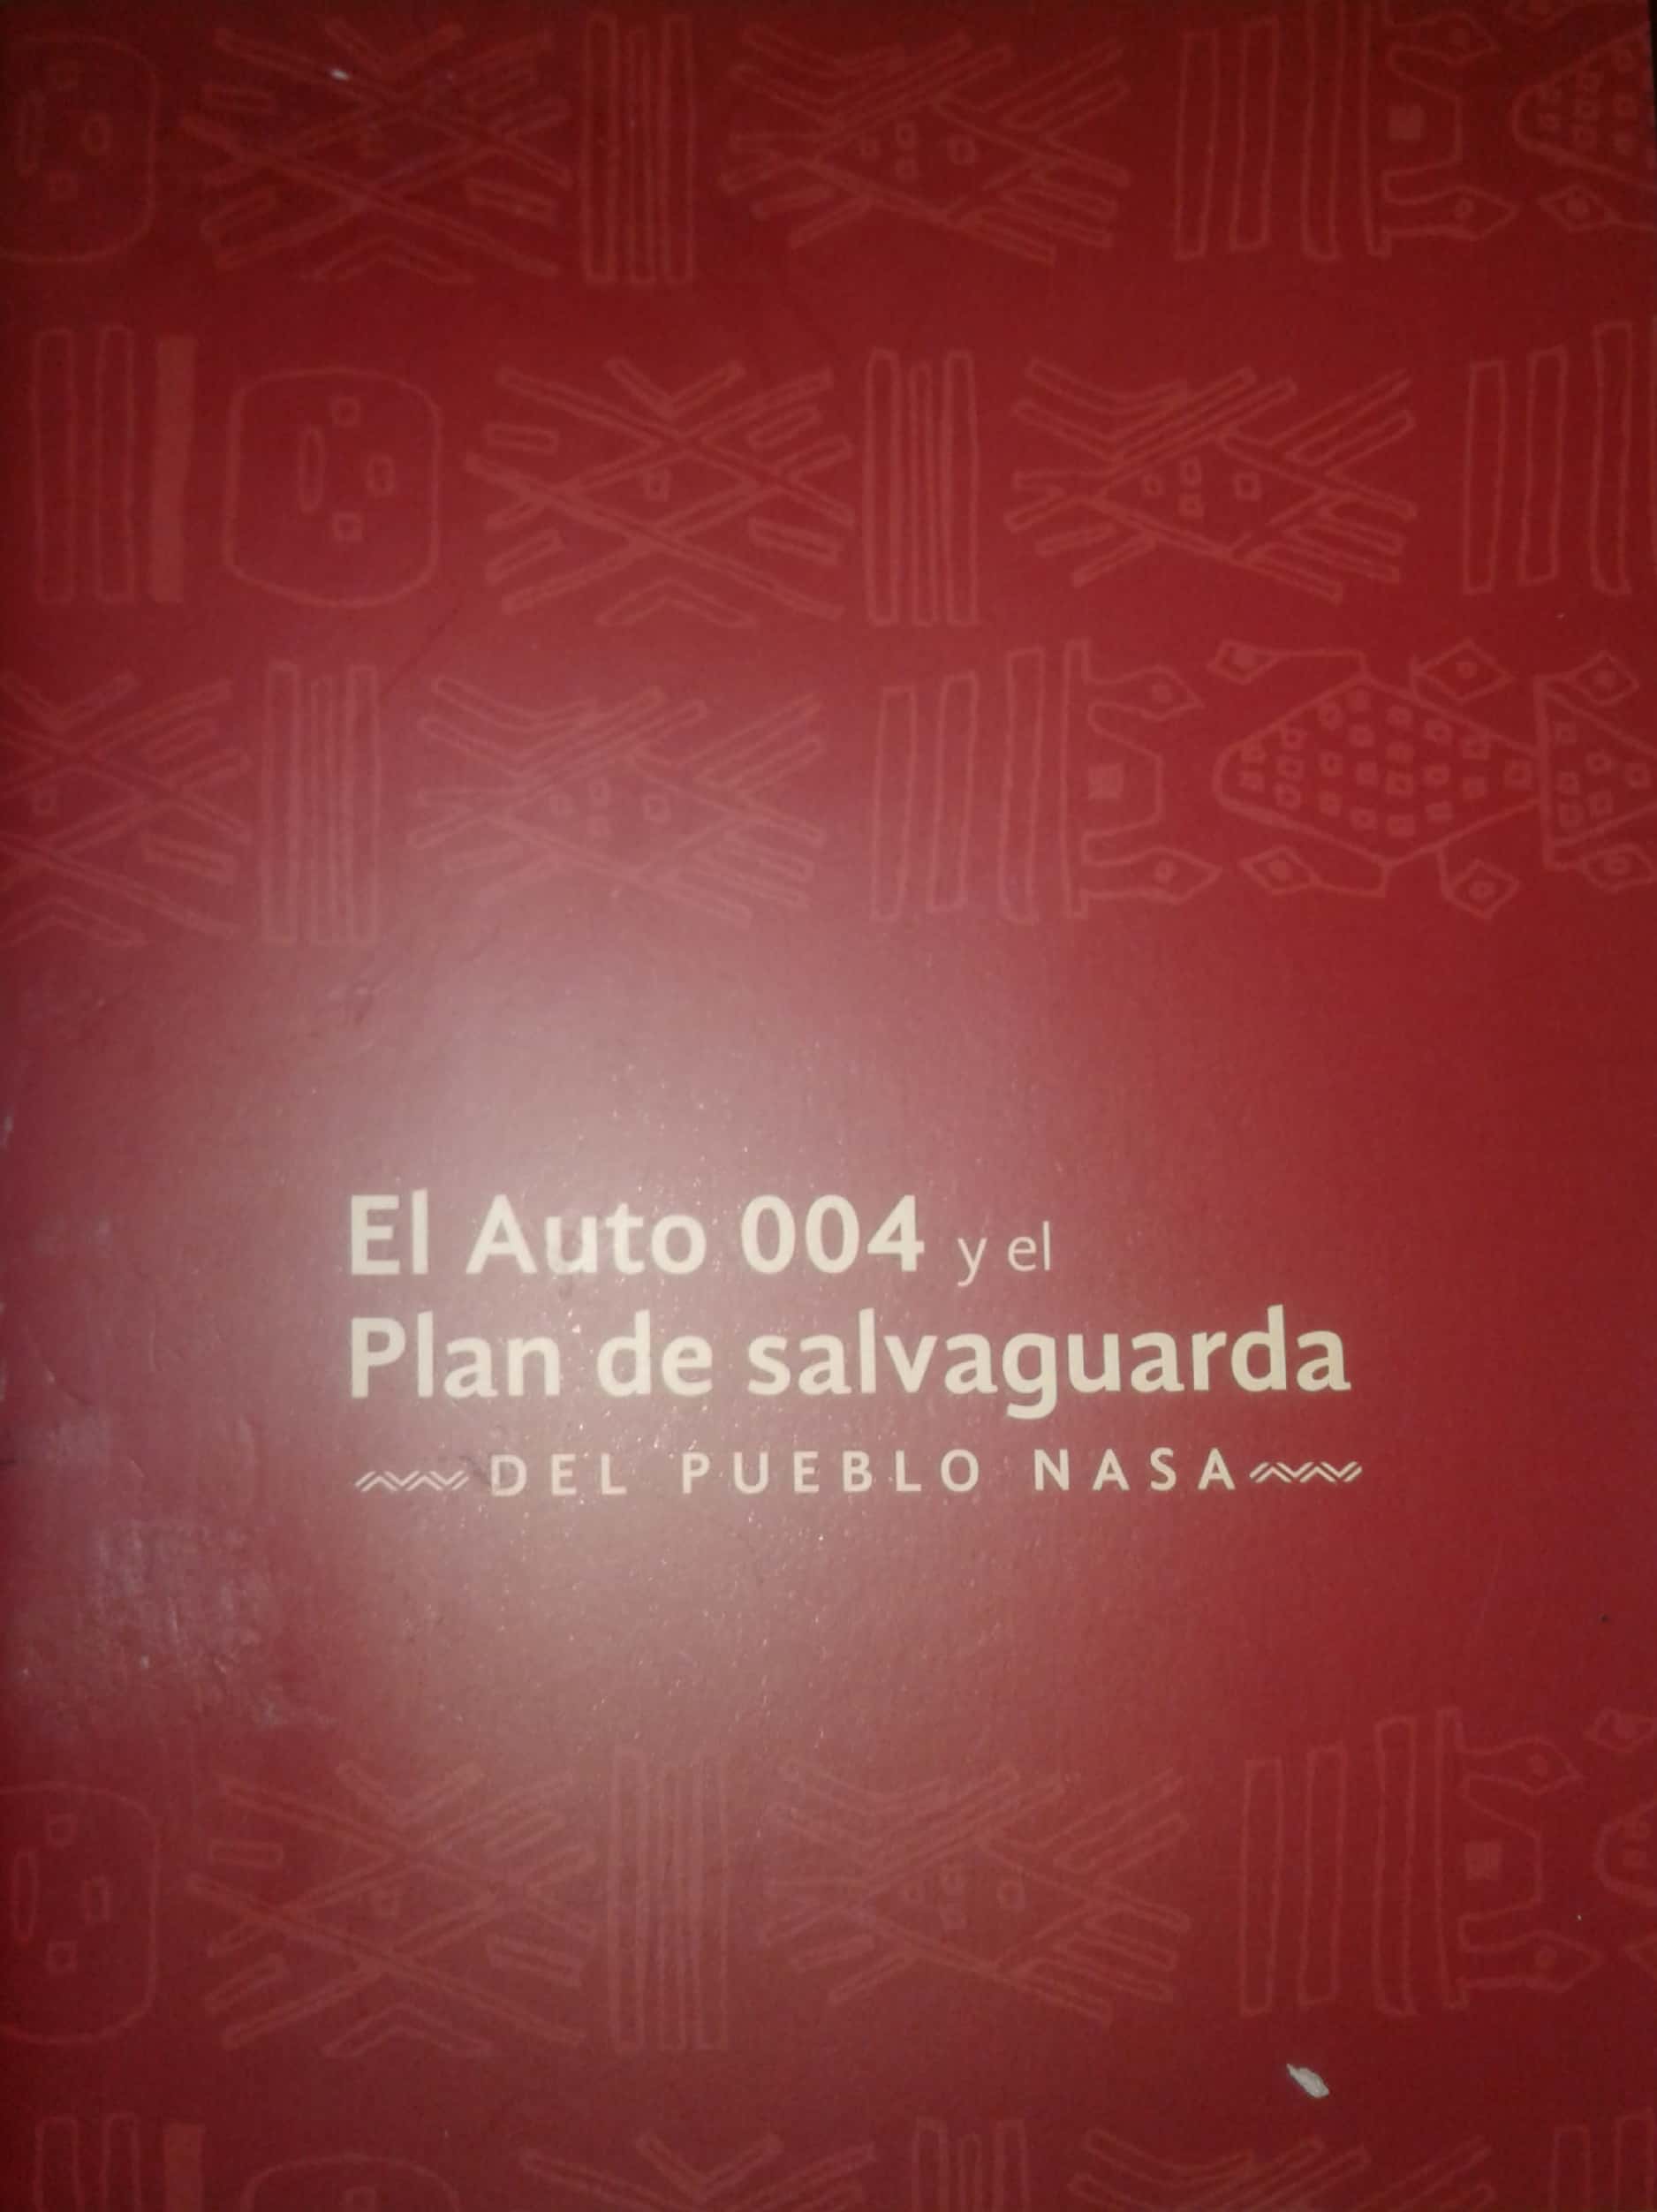 El Auto 004 y el
Plan de salvaguarda
DEL PUEBLO NASA